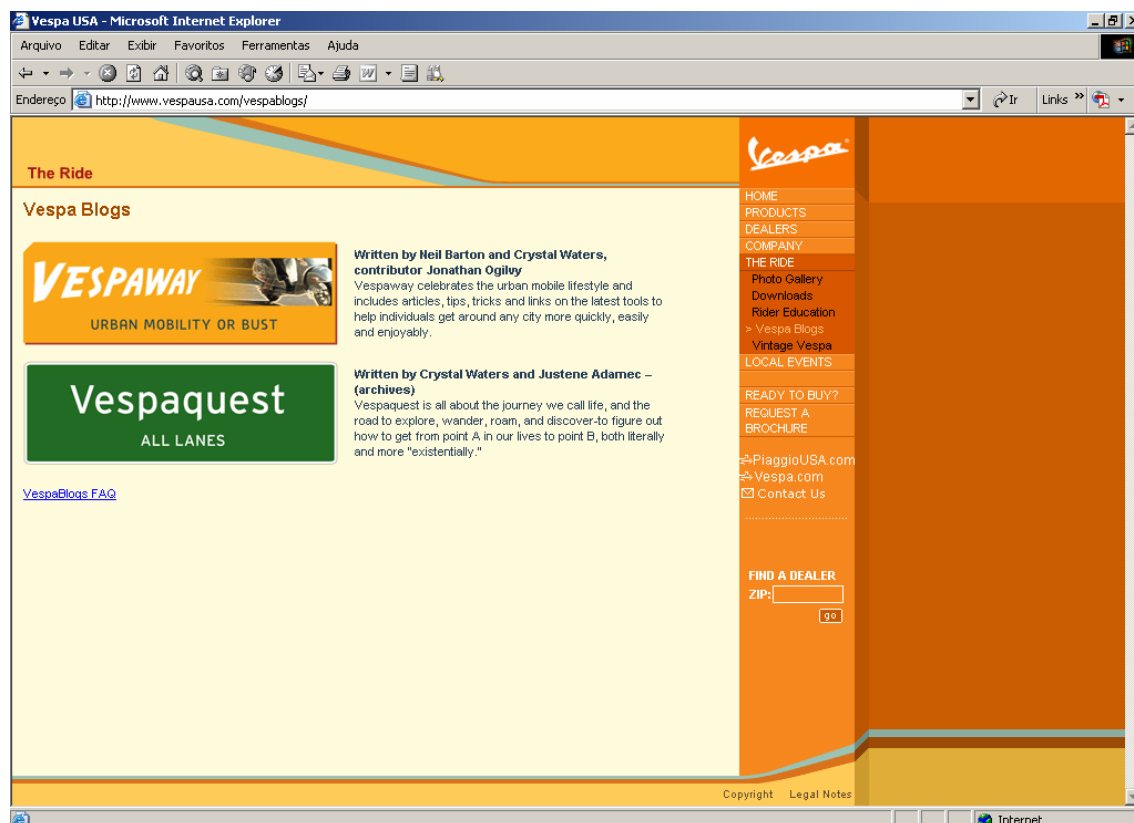 Vespa USA - Microsoft Internet Explorer
Arquivo Editar Exibir Favoritos Ferramentas Ajuda
Endereço http://www.vespausa.com/vespablogs/ Ir Links »
The Ride
Vespa
Vespa Blogs
VESPAWAY
URBAN MOBILITY OR BUST
Written by Neil Barton and Crystal Waters,
contributor Jonathan Ogilvy
Vespaway celebrates the urban mobile lifestyle and
includes articles, tips, tricks and links on the latest tools to
help individuals get around any city more quickly, easily
and enjoyably.
Vespaquest
ALL LANES
Written by Crystal Waters and Justene Adamec –
(archives)
Vespaquest is all about the journey we call life, and the
road to explore, wander, roam, and discover-to figure out
how to get from point A in our lives to point B, both literally
and more "existentially."
VespaBlogs FAQ
HOME
PRODUCTS
DEALERS
COMPANY
THE RIDE
Photo Gallery
Downloads
Rider Education
> Vespa Blogs
Vintage Vespa
LOCAL EVENTS
READY TO BUY?
REQUEST A
BROCHURE
PiaggioUSA.com
Vespa.com
Contact Us
FIND A DEALER
ZIP:
go
Copyright Legal Notes
Internet